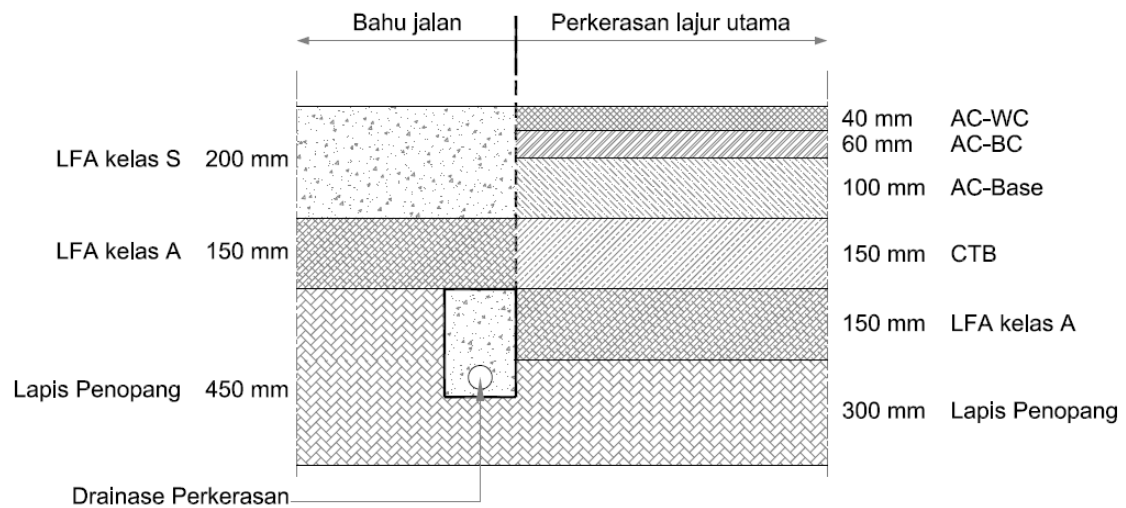 Bahu jalan
Perkerasan lajur utama
LFA kelas S 200 mm
LFA kelas A 150 mm
Lapis Penopang 450 mm
Drainase Perkerasan
40 mm AC-WC
60 mm AC-BC
100 mm AC-Base
150 mm CTB
150 mm LFA kelas A
300 mm Lapis Penopang